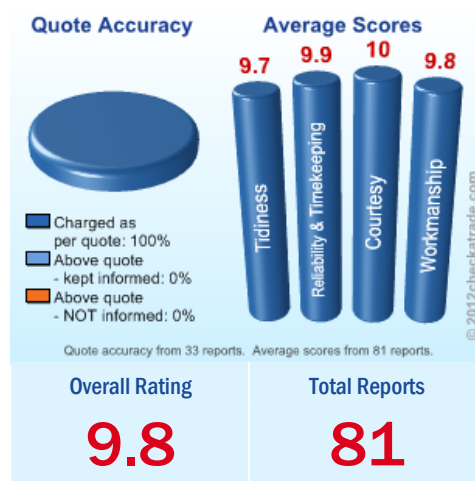 Quote Accuracy
Average Scores
9.7
9.9
10
9.8
Tidiness
Reliability & Timekeeping
Courtesy
Workmanship
Charged as
per quote: 100%
Above quote
- kept informed: 0%
Above quote
- NOT informed: 0%
© 2012checkatrade.com
Quote accuracy from 33 reports. Average scores from 81 reports.
Overall Rating
Total Reports
9.8
81